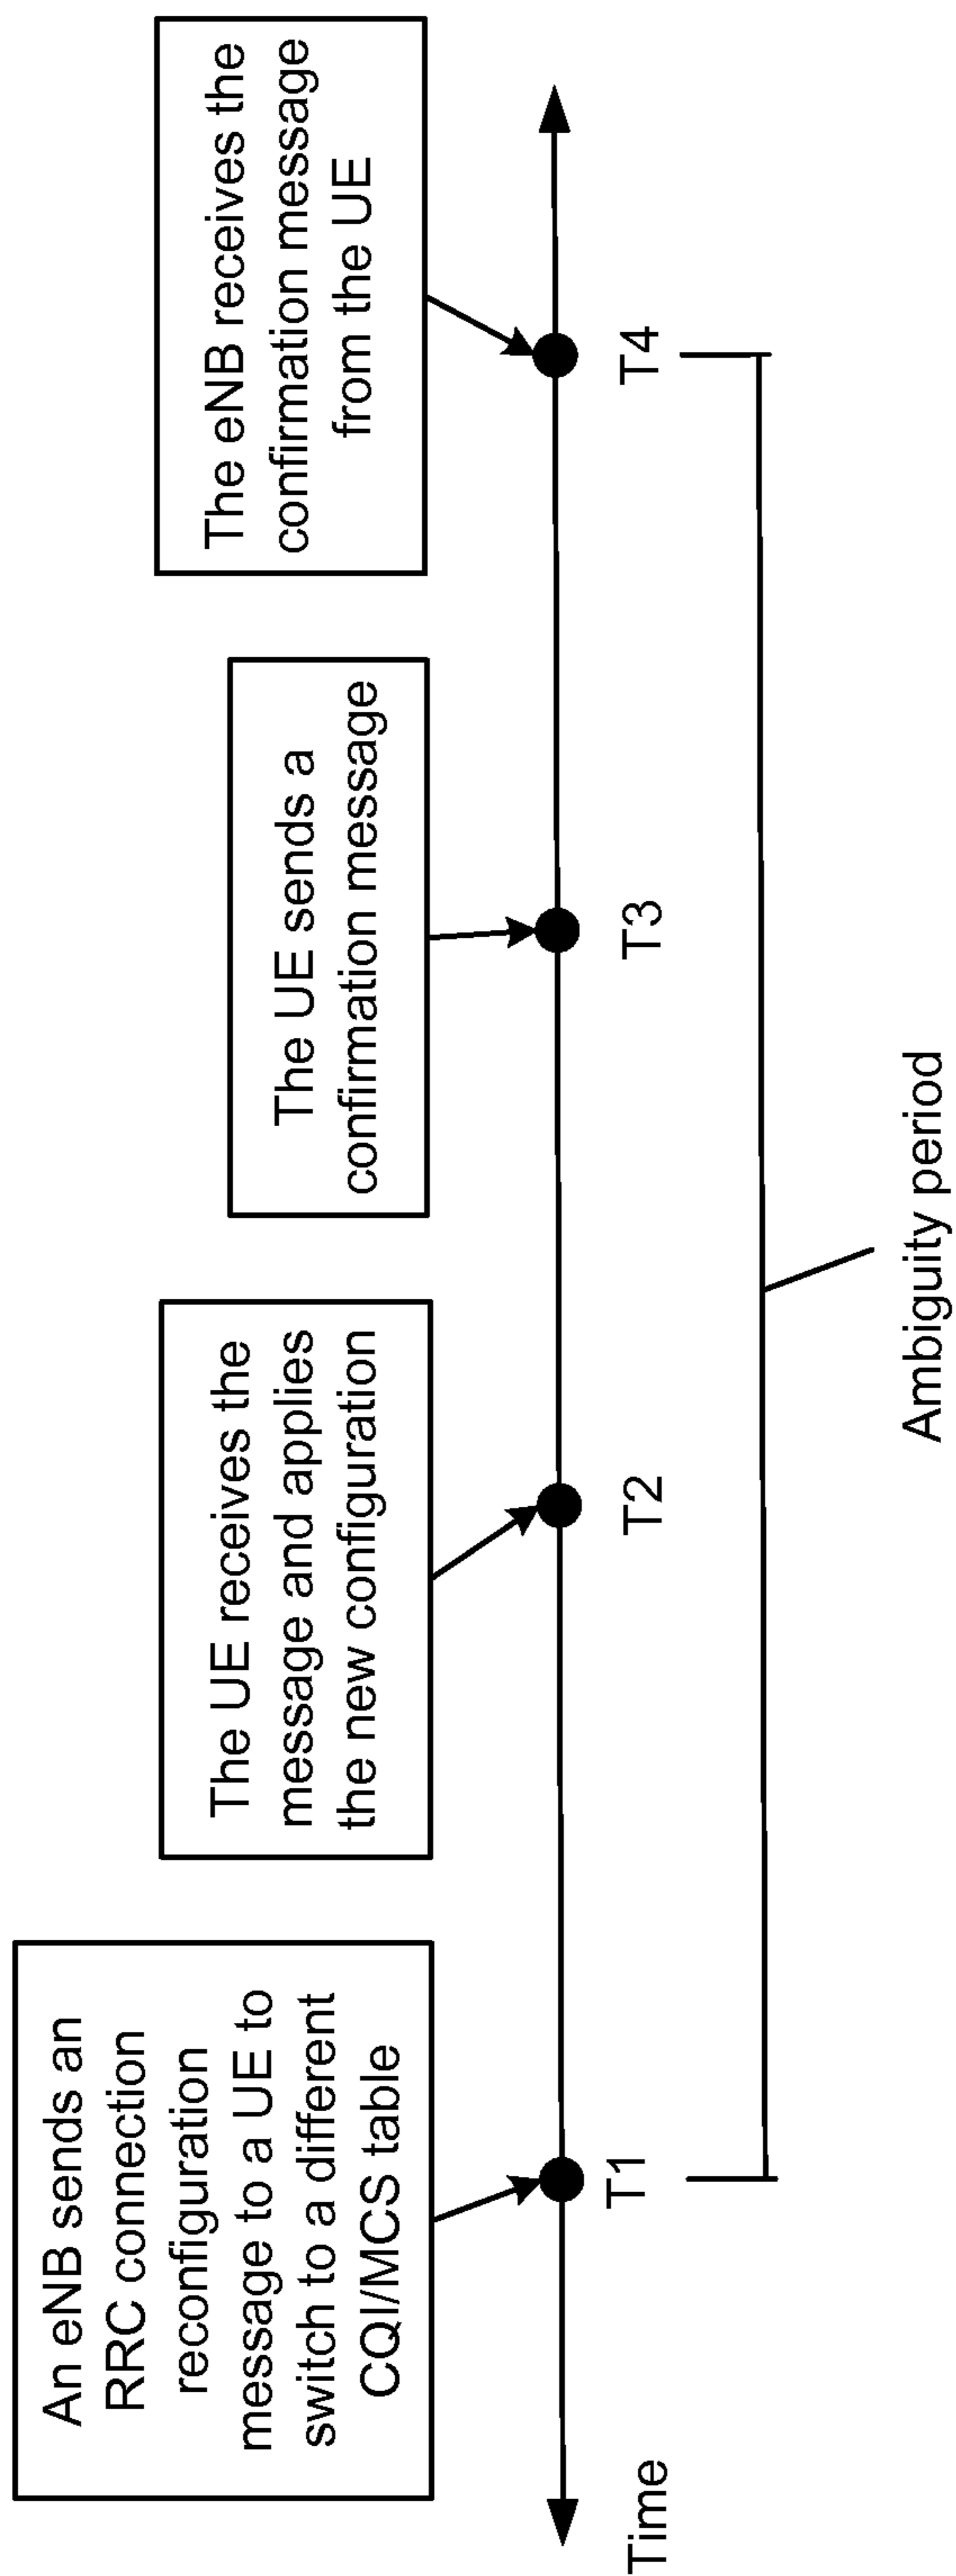 An eNB sends an
RRC connection
reconfiguration
message to a UE to
switch to a different
CQI/MCS table
The UE receives the
message and applies
the new configuration
The UE sends a
confirmation message
The eNB receives the
confirmation message
from the UE
Time
T1
T2
T3
T4
Ambiguity period